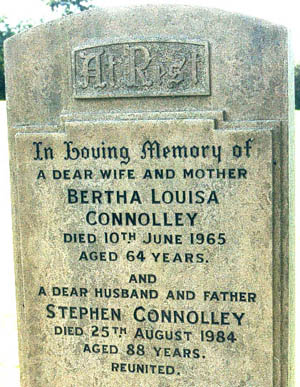 At Rest
In Loving Memory of
A DEAR WIFE AND MOTHER
BERTHA LOUISA
CONNOLLEY
DIED 10TH JUNE 1965
AGED 64 YEARS.
AND
A DEAR HUSBAND AND FATHER
STEPHEN CONNOLLEY
DIED 25TH AUGUST 1984
AGED 88 YEARS.
REUNITED.